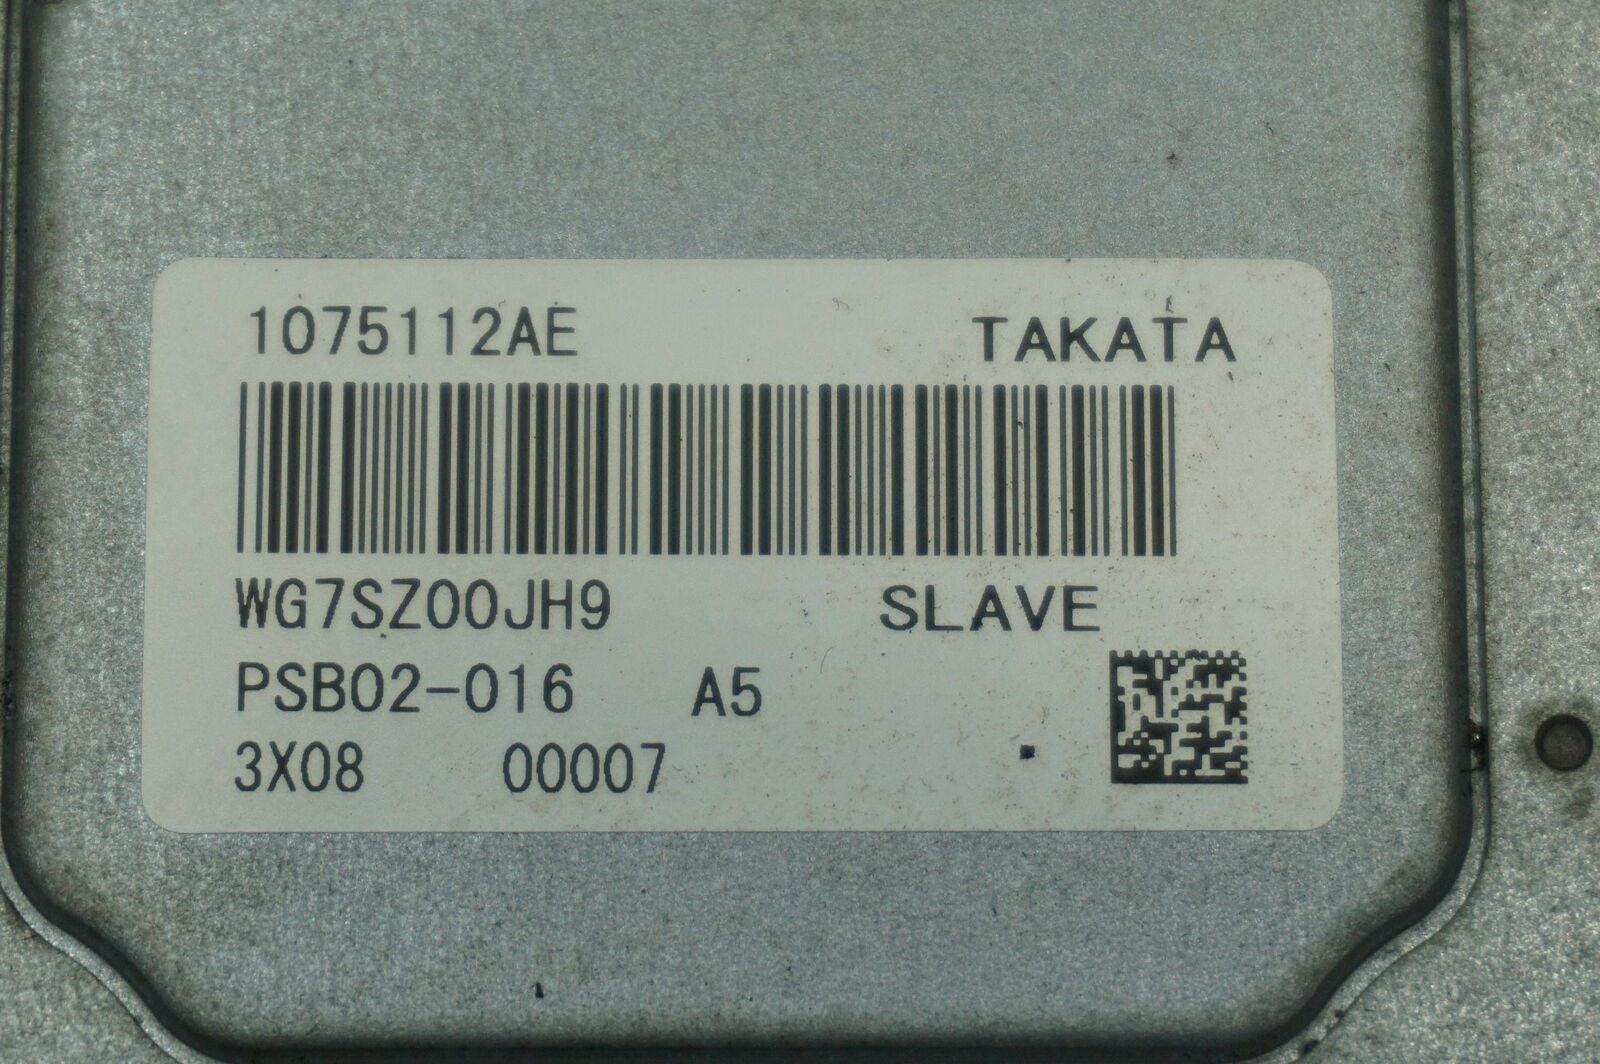 1075112AE TAKATA
WG7SZ00JH9 SLAVE
PSB02-016 A5
3X08 00007